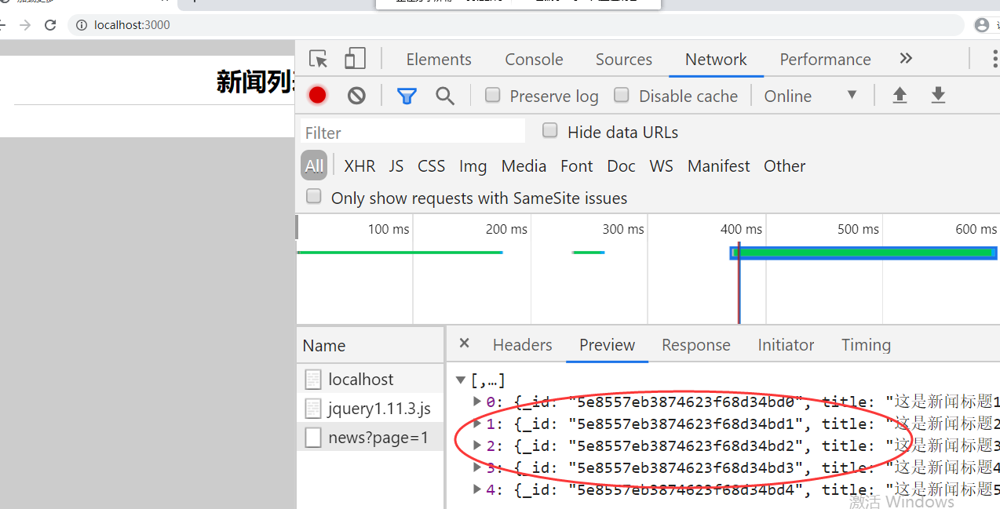 localhost:3000
新闻列
Elements Console Sources Network Performance
Preserve log Disable cache Online
Filter Hide data URLs
All XHR JS CSS Img Media Font Doc WS Manifest Other
Only show requests with SameSite issues
100 ms 200 ms 300 ms 400 ms 500 ms 600 ms
Name
localhost
jquery1.11.3.js
news?page=1
Headers Preview Response Initiator Timing
[,…]
0: {_id: "5e8557eb3874623f68d34bd0", title: "这是新闻标题1
1: {_id: "5e8557eb3874623f68d34bd1", title: "这是新闻标题2
2: {_id: "5e8557eb3874623f68d34bd2", title: "这是新闻标题3
3: {_id: "5e8557eb3874623f68d34bd3", title: "这是新闻标题4
4: {_id: "5e8557eb3874623f68d34bd4", title: "这是新闻标题5
激活 Windows